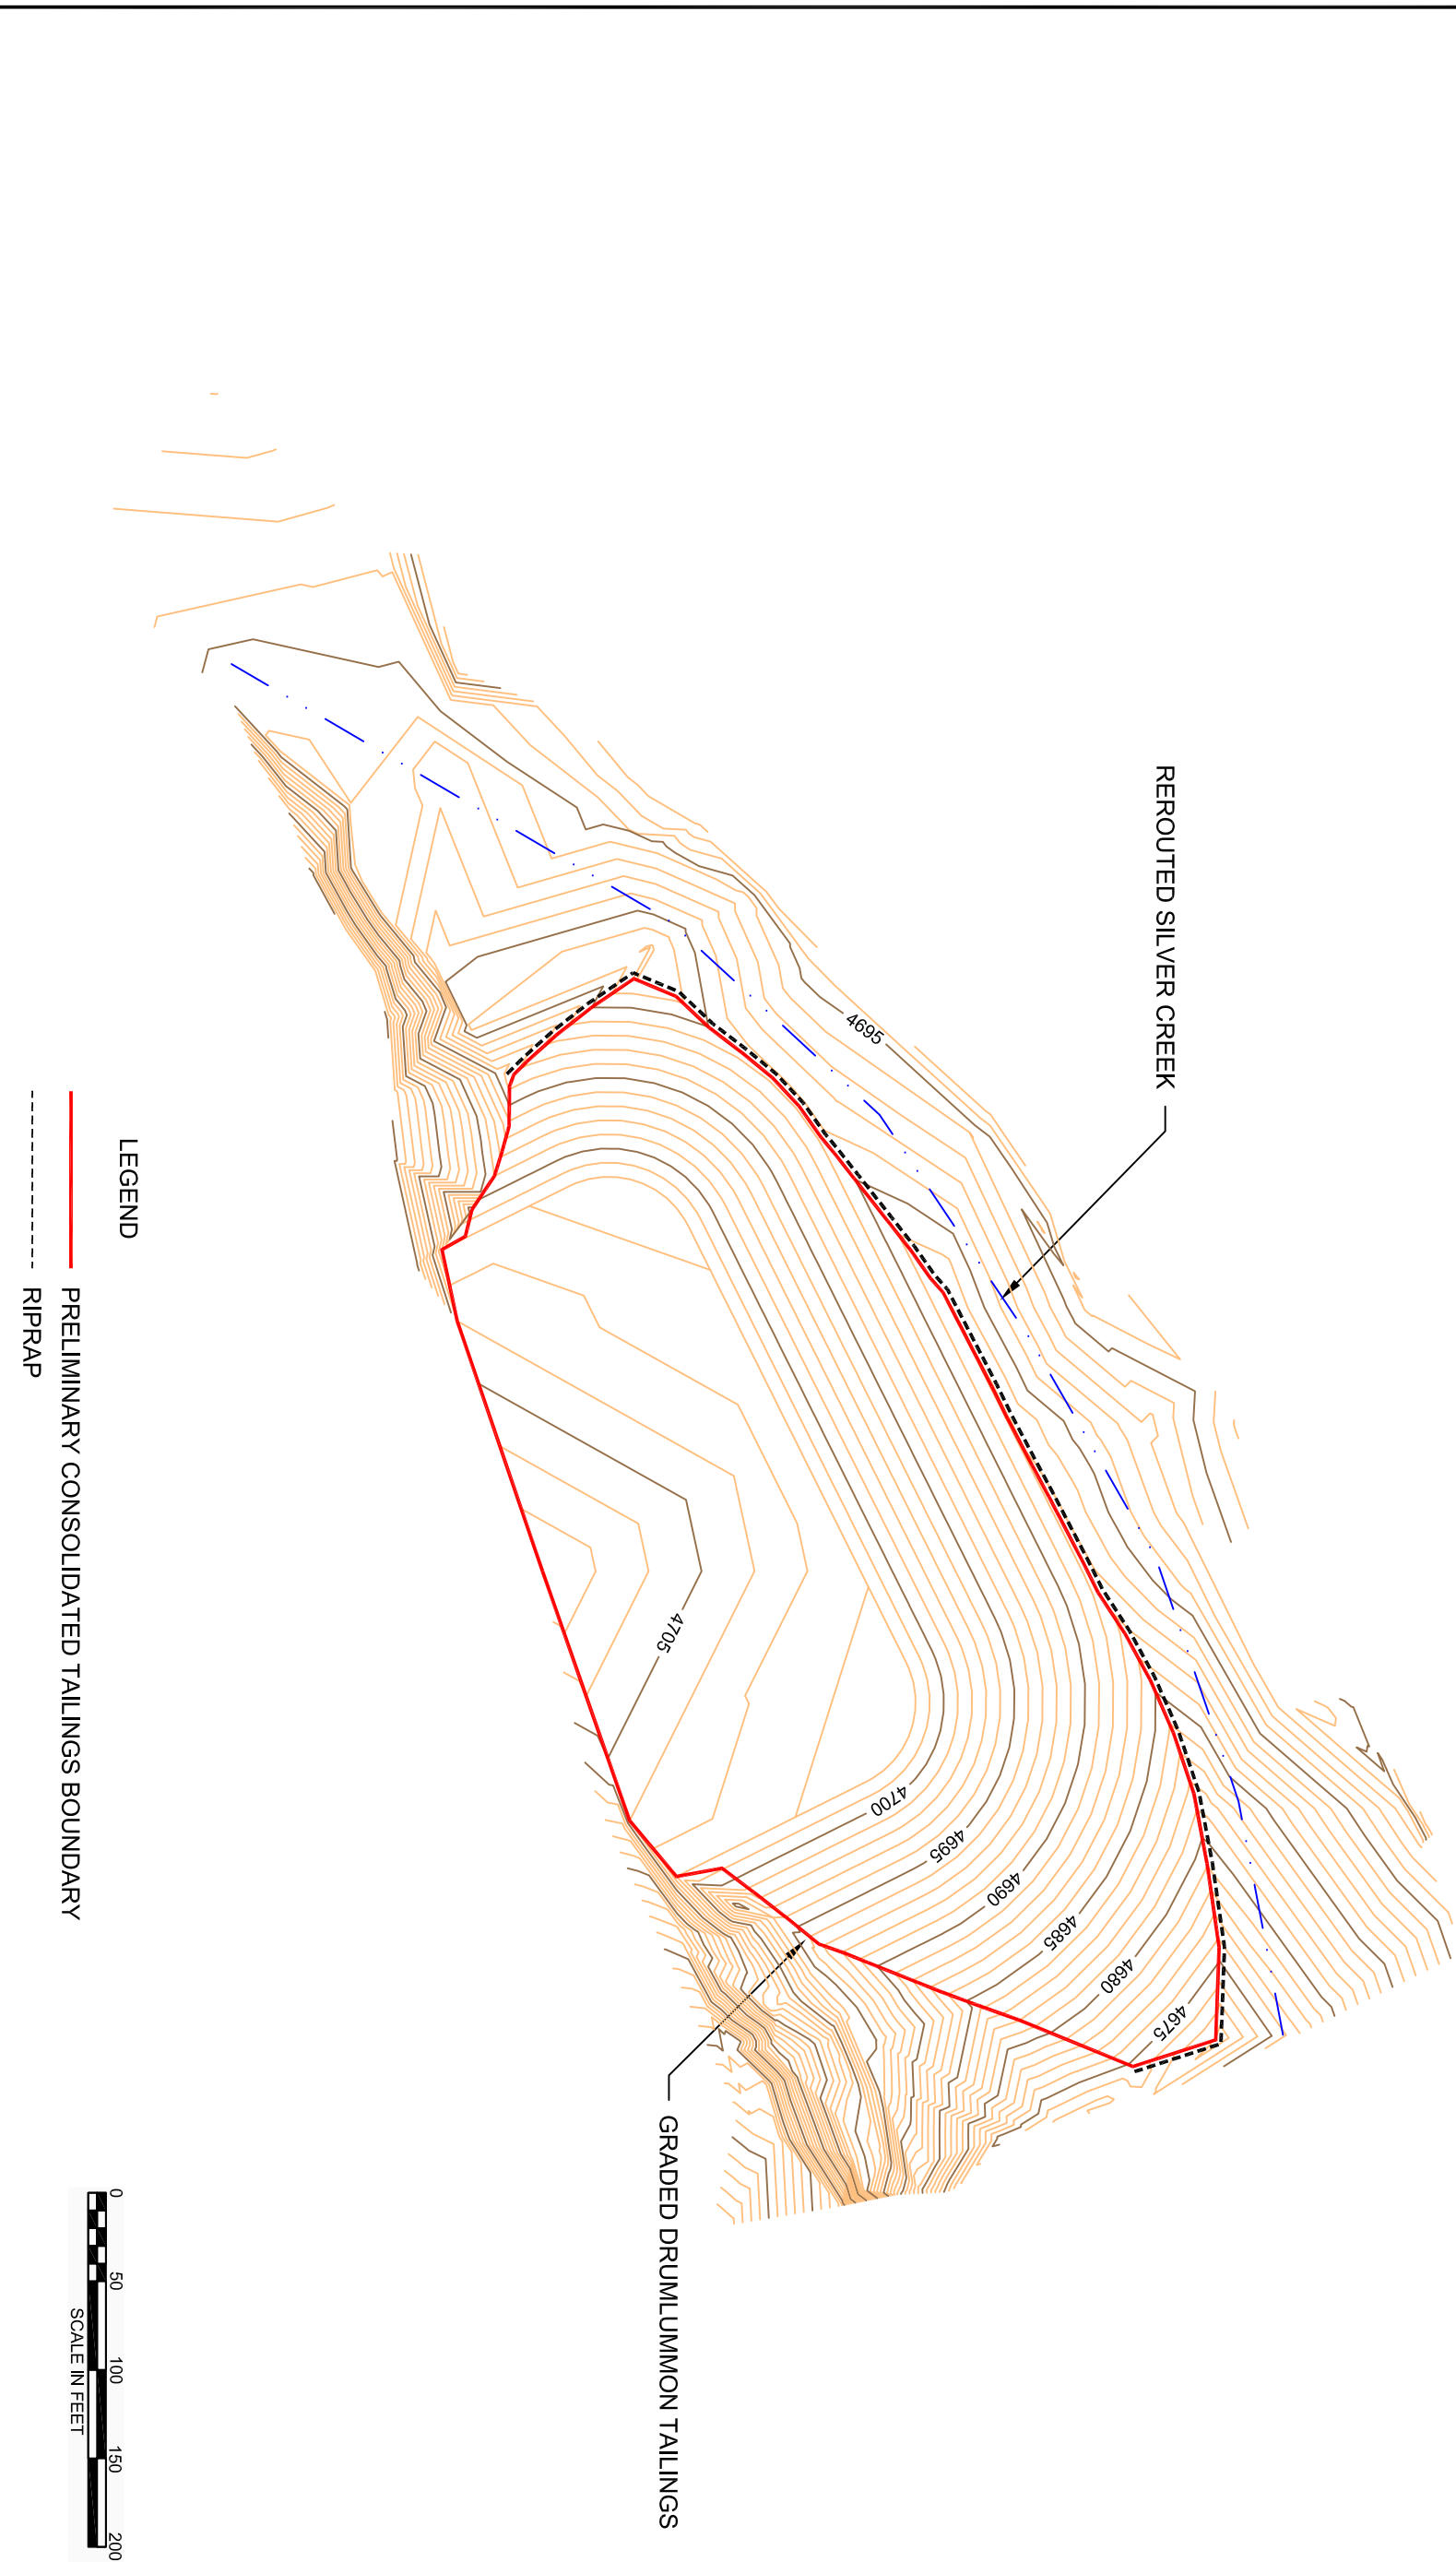 REROUTED SILVER CREEK
4695
4705
4700
4695
4690
4685
4680
4675
GRADED DRUMLUMMON TAILINGS
LEGEND
PRELIMINARY CONSOLIDATED TAILINGS BOUNDARY
RIPRAP
0 50 100 150 200
SCALE IN FEET